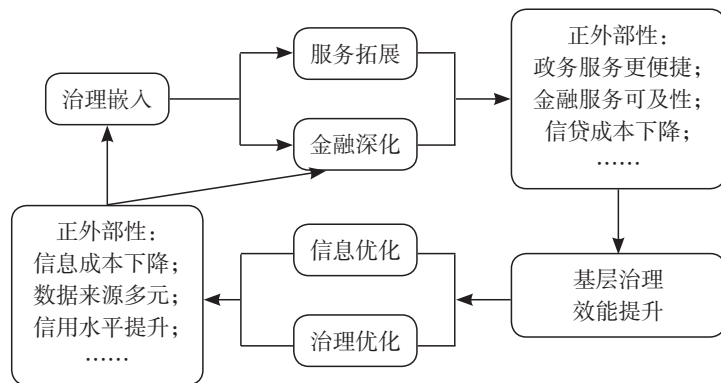 治理嵌入
服务拓展
金融深化
正外部性：
政务服务更便捷；
金融服务可及性；
信贷成本下降；
……
基层治理
效能提升
信息优化
治理优化
正外部性：
信息成本下降；
数据来源多元；
信用水平提升；
……